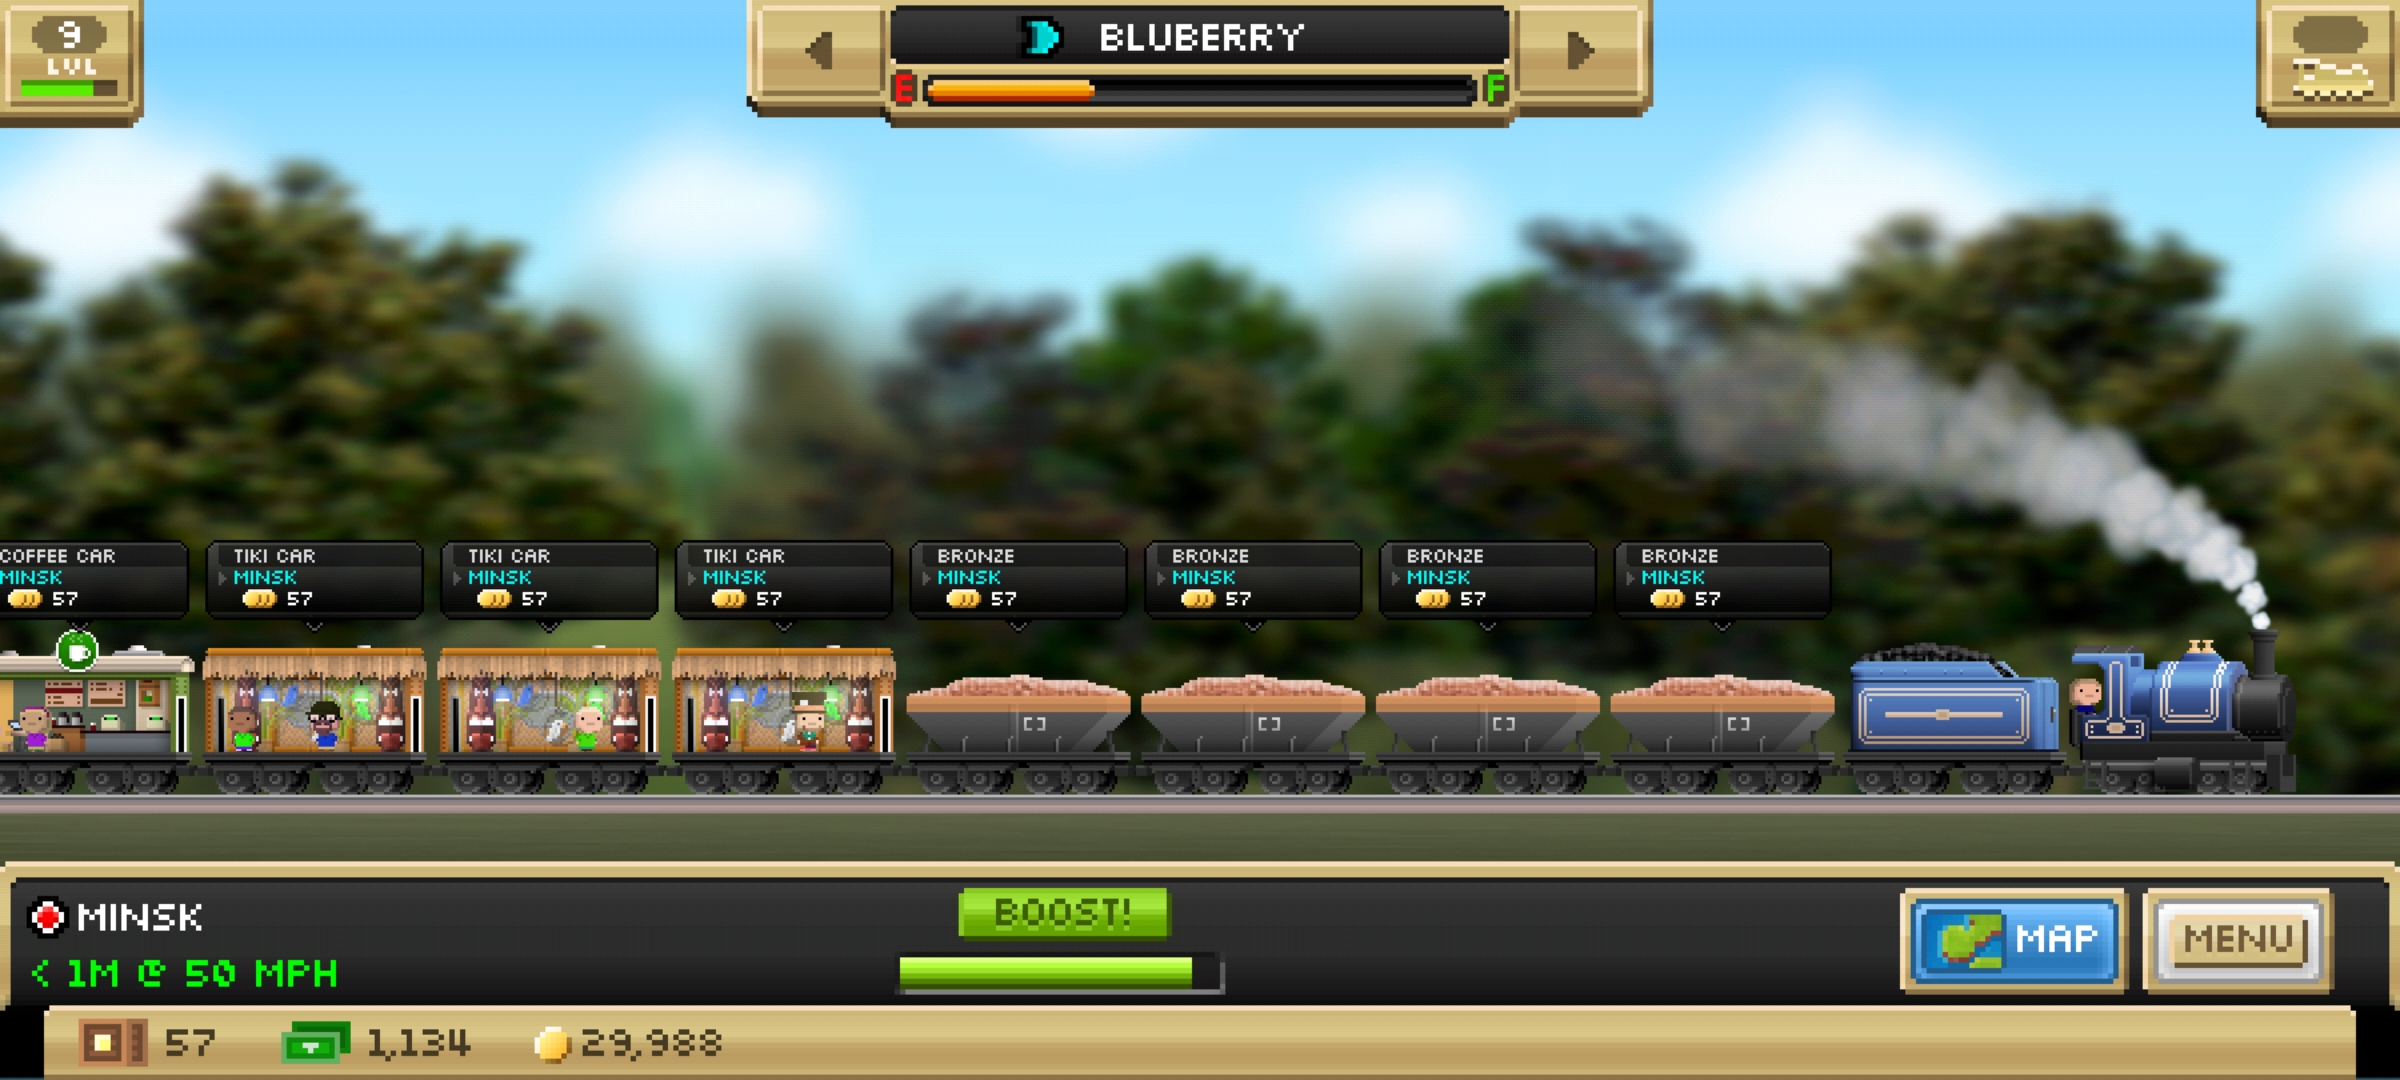 9
LVL
BLUBERRY
E
F
COFFEE CAR
MINSK
57
TIKI CAR
MINSK
57
TIKI CAR
MINSK
57
TIKI CAR
MINSK
57
BRONZE
MINSK
57
BRONZE
MINSK
57
BRONZE
MINSK
57
BRONZE
MINSK
57
MINSK
< 1M @ 50 MPH
BOOST!
MAP
MENU
57
1,134
29,988